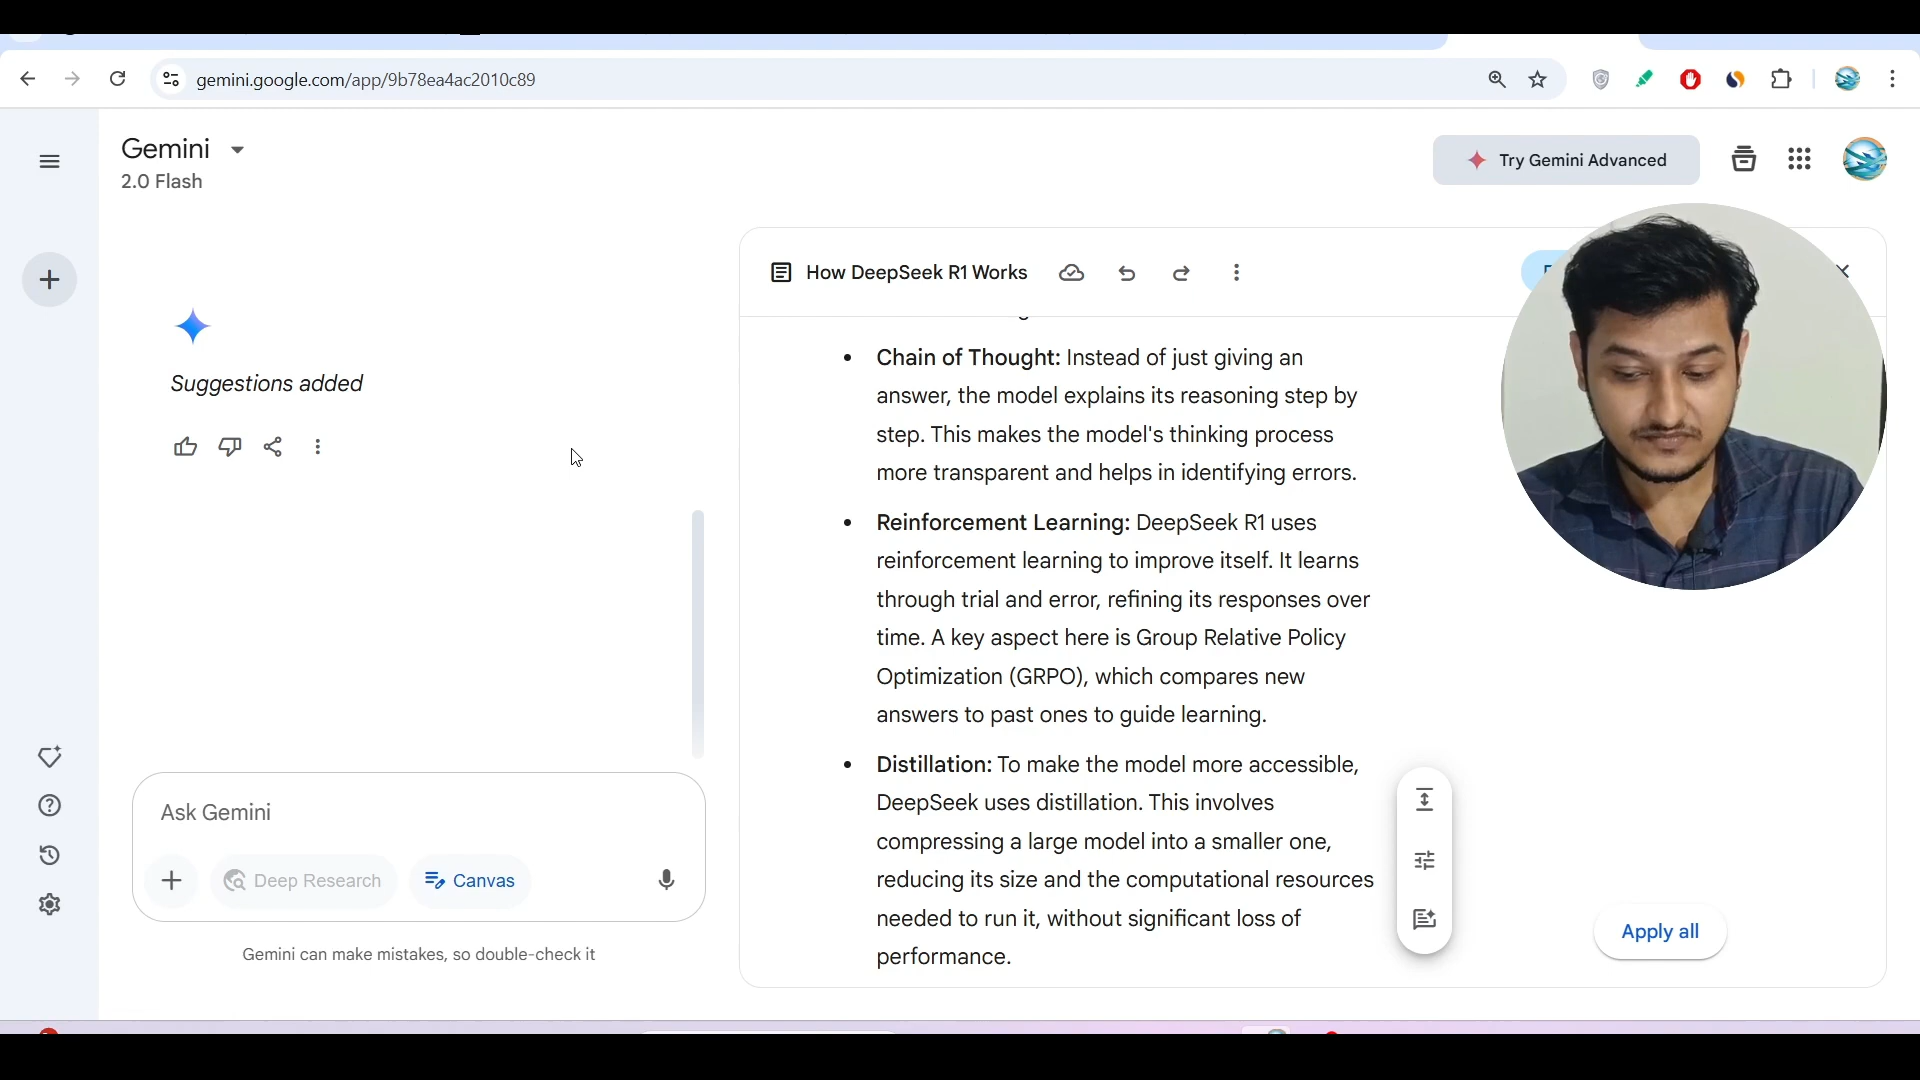 gemini.google.com/app/9b78ea4ac2010c89
Gemini
2.0 Flash
Try Gemini Advanced
How DeepSeek R1 Works
Suggestions added
Chain of Thought: Instead of just giving an
answer, the model explains its reasoning step by
step. This makes the model's thinking process
more transparent and helps in identifying errors.
Reinforcement Learning: DeepSeek R1 uses
reinforcement learning to improve itself. It learns
through trial and error, refining its responses over
time. A key aspect here is Group Relative Policy
Optimization (GRPO), which compares new
answers to past ones to guide learning.
Distillation: To make the model more accessible,
DeepSeek uses distillation. This involves
compressing a large model into a smaller one,
reducing its size and the computational resources
needed to run it, without significant loss of
performance.
Apply all
Ask Gemini
Deep Research
Canvas
Gemini can make mistakes, so double-check it